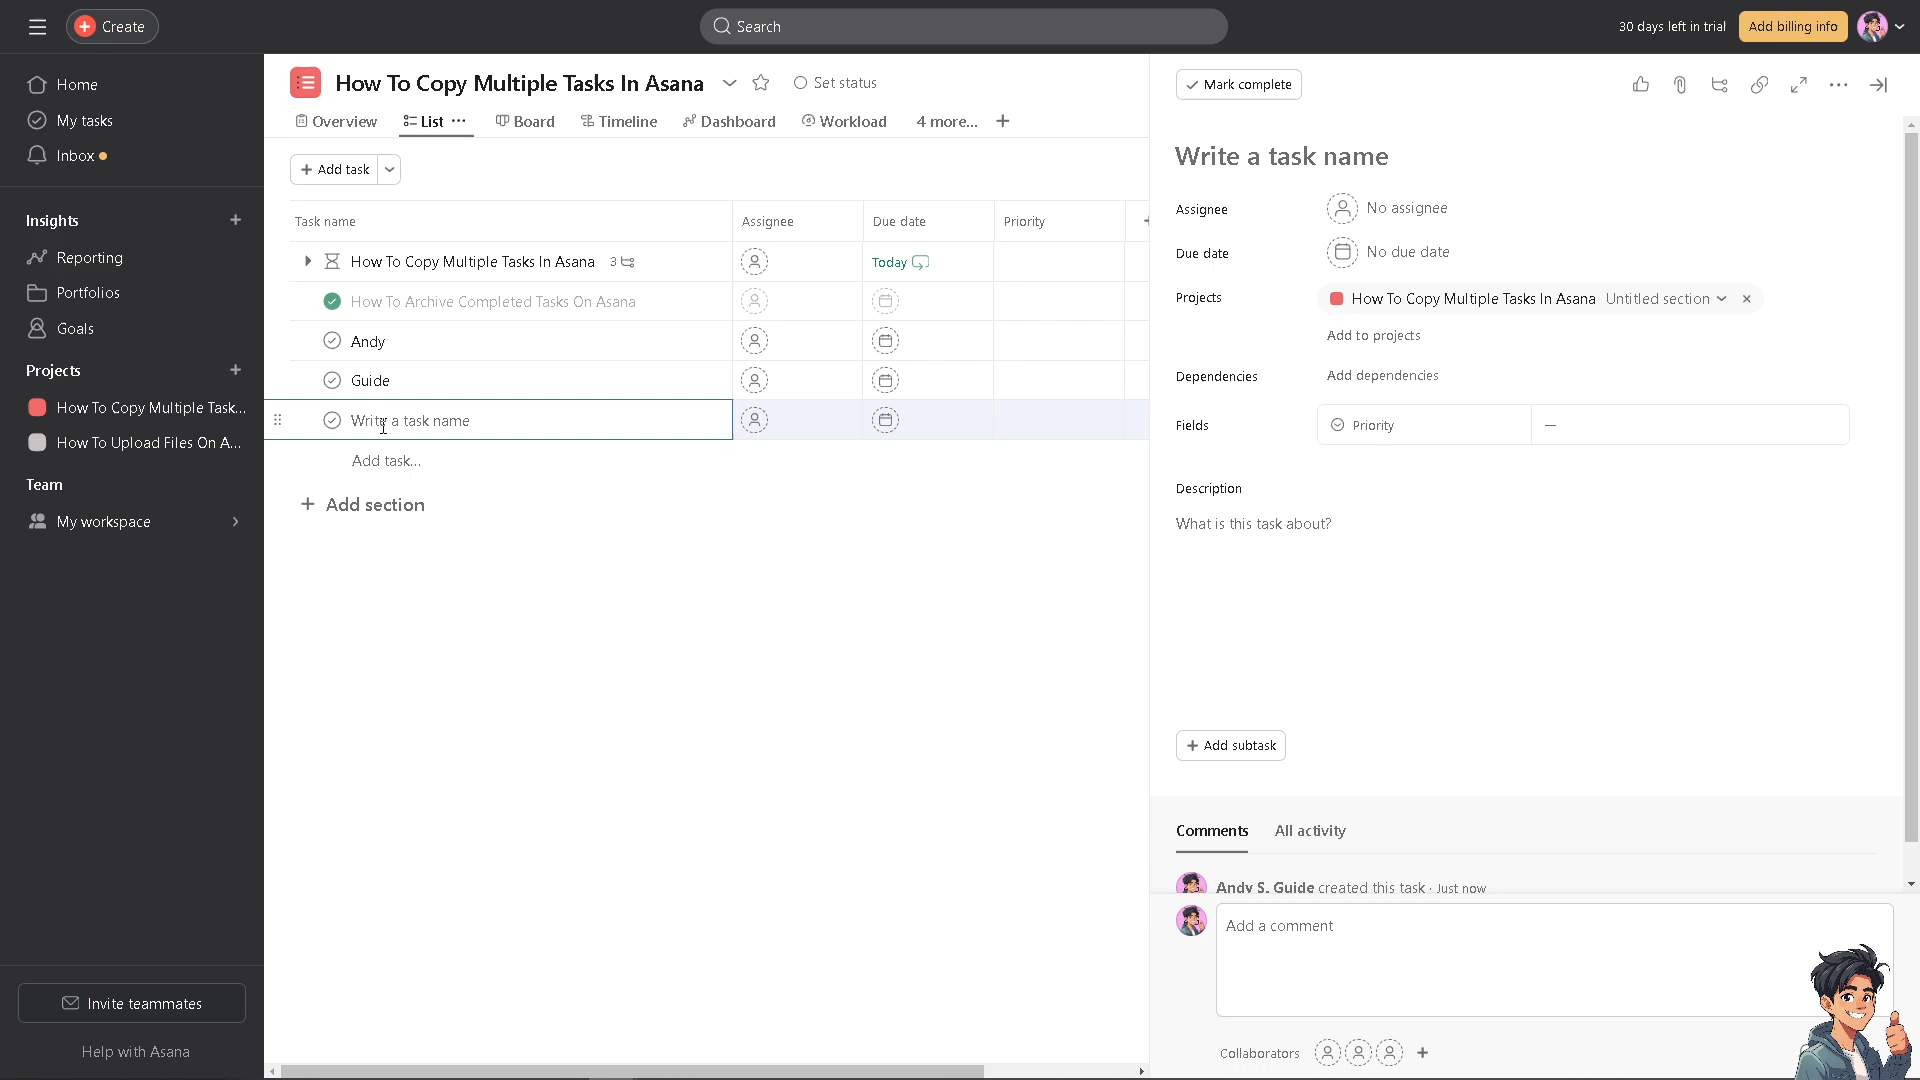 Create
Search
30 days left in trial
Add billing info
Home
My tasks
Inbox
Insights
Reporting
Portfolios
Goals
Projects
How To Copy Multiple Task...
How To Upload Files On A...
Team
My workspace
Invite teammates
Help with Asana
How To Copy Multiple Tasks In Asana
Set status
Overview
List
Board
Timeline
Dashboard
Workload
4 more...
Add task
Task name
Assignee
Due date
Priority
How To Copy Multiple Tasks In Asana 3
Today
How To Archive Completed Tasks On Asana
Andy
Guide
Write a task name
Add task...
Add section
Mark complete
Write a task name
Assignee
No assignee
Due date
No due date
Projects
How To Copy Multiple Tasks In Asana Untitled section
Add to projects
Dependencies
Add dependencies
Fields
Priority
—
Description
What is this task about?
Add subtask
Comments
All activity
Andy S. Guide created this task · Just now
Add a comment
Collaborators